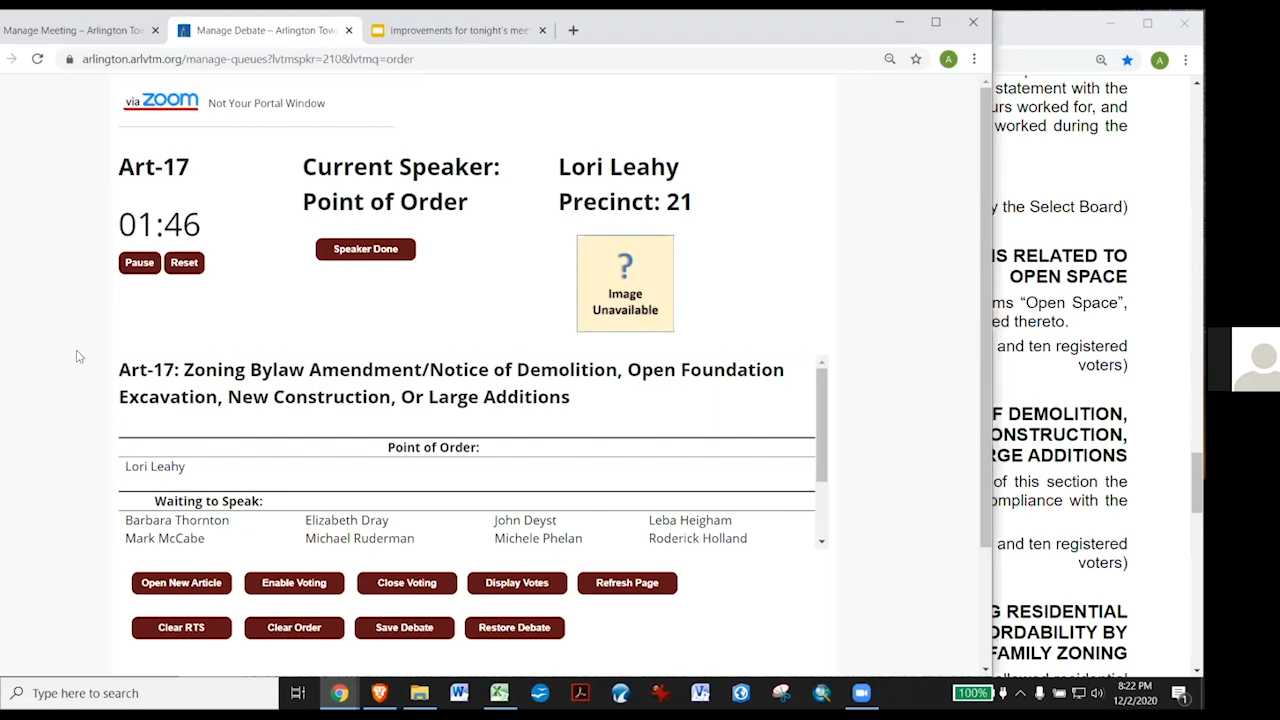 Manage Meeting – Arlington Tow
Manage Debate – Arlington Tow
Improvements for tonight's mee
arlington.arlvtm.org/manage-queues?lvtmspkr=210&lvtmq=order
A
A
via zoom Not Your Portal Window
Art-17
Current Speaker:
Lori Leahy
Point of Order
Precinct: 21
01:46
Pause
Reset
Speaker Done
?
Image
Unavailable
Art-17: Zoning Bylaw Amendment/Notice of Demolition, Open Foundation
Excavation, New Construction, Or Large Additions
Point of Order:
Lori Leahy
Waiting to Speak:
Barbara Thornton Elizabeth Dray John Deyst Leba Heigham
Mark McCabe Michael Ruderman Michele Phelan Roderick Holland
Open New Article
Enable Voting
Close Voting
Display Votes
Refresh Page
Clear RTS
Clear Order
Save Debate
Restore Debate
statement with the
urs worked for, and
worked during the
y the Select Board)
IS RELATED TO
OPEN SPACE
ms “Open Space”,
ed thereto.
and ten registered
voters)
F DEMOLITION,
ONSTRUCTION,
RGE ADDITIONS
of this section the
ompliance with the
and ten registered
voters)
G RESIDENTIAL
ORDABILITY BY
FAMILY ZONING
Type here to search
100%
8:22 PM
12/2/2020
1